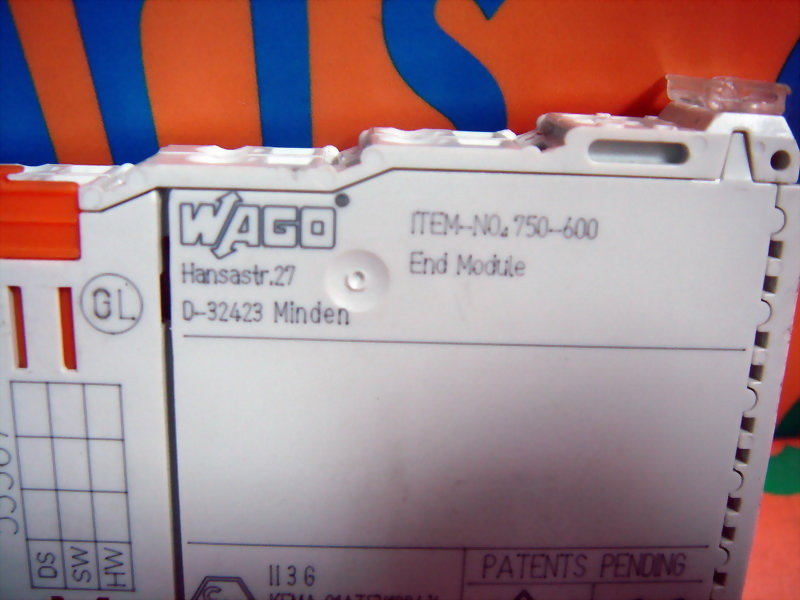 WAGO
ITEM-NO. 750-600
Hansastr.27
End Module
D-32423 Minden
GL
DS
SW
HW
II 3 G
PATENTS PENDING